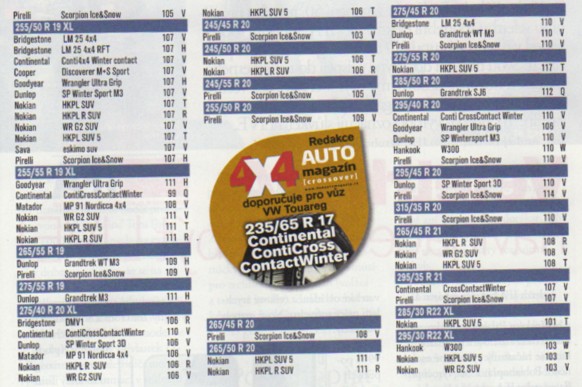 Pirelli Scorpion Ice&Snow 105 V
255/50 R 19 XL
Bridgestone LM 25 4x4 107 V
Bridgestone LM 25 4x4 RFT 107 H
Continental Conti4x4 Winter contact 107 V
Cooper Discoverer M+S Sport 107 V
Goodyear Wrangler Ultra Grip 107 H
Dunlop SP Winter Sport M3 107 V
Nokian HKPL SUV 107 T
Nokian HKPL R SUV 107 R
Nokian WR G2 SUV 107 V
Nokian HKPL SUV 5 107 T
Sava eskimo suv 107 V
Pirelli Scorpion Ice&Snow 107 H
255/55 R 19 XL
Goodyear Wrangler Ultra Grip 111 H
Continental ContiCrossContactWinter 99 Q
Matador MP 91 Nordicca 4x4 108 V
Nokian WR G2 SUV 111 V
Nokian HKPL SUV 5 111 T
Nokian HKPL R SUV 111 R
265/55 R 19
Dunlop Grandtrek WT M3 109 H
Pirelli Scorpion Ice&Snow 109 V
275/55 R 19
Dunlop Grandtrek M3 111 H
275/40 R 20 XL
Bridgestone DMV1 106 R
Continental ContiCrossContactWinter 110 V
Dunlop SP Winter Sport 3D 106 V
Matador MP 91 Nordicca 4x4 106 V
Nokian HKPL R SUV 106 R
Nokian WR G2 SUV 106 V
Nokian HKPL SUV 5 106 T
245/45 R 20
Pirelli Scorpion Ice&Snow 103 V
245/50 R 20
Nokian HKPL SUV 5 106 T
Nokian HKPL R SUV 106 R
245/55 R 20
Pirelli Scorpion Ice&Snow 105 V
255/50 R 20
Pirelli Scorpion Ice&Snow 109 V
Redakce
4x4 AUTO
magazin
[crossover]
doporučuje pro vůz
VW Touareg
235/65 R 17
Continental
ContiCross
ContactWinter
265/45 R 20
Pirelli Scorpion Ice&Snow 108 V
265/50 R 20
Nokian HKPL SUV 5 111 T
Nokian HKPL R SUV 111 R
275/45 R 20
Bridgestone LM 25 4x4 110 V
Dunlop Grandtrek WT M3 110 V
Pirelli Scorpion Ice&Snow 110 V
275/55 R 20
Nokian HKPL SUV 5 117 T
285/50 R 20
Dunlop Grandtrek SJ6 112 Q
295/40 R 20
Continental Conti CrossContact Winter 110 V
Goodyear Wrangler Ultra Grip 106 V
Dunlop SP Wintersport M3 110 V
Hankook W300 110 W
Pirelli Scorpion Ice&Snow 110 V
295/45 R 20
Dunlop SP Winter Sport 3D 110 V
Pirelli Scorpion Ice&Snow 114 V
315/35 R 20
Pirelli Scorpion Ice&Snow 110 V
265/45 R 21
Nokian HKPL R SUV 108 R
Nokian WR G2 SUV 108 V
Nokian HKPL SUV 5 108 T
295/35 R 21
Continental CrossContactWinter 107 V
Pirelli Scorpion Ice&Snow 107 V
285/30 R22 XL
Nokian HKPL SUV 5 101 T
295/30 R22 XL
Hankook W300 103 W
Nokian HKPL SUV 5 103 T
Nokian WR G2 SUV 103 V